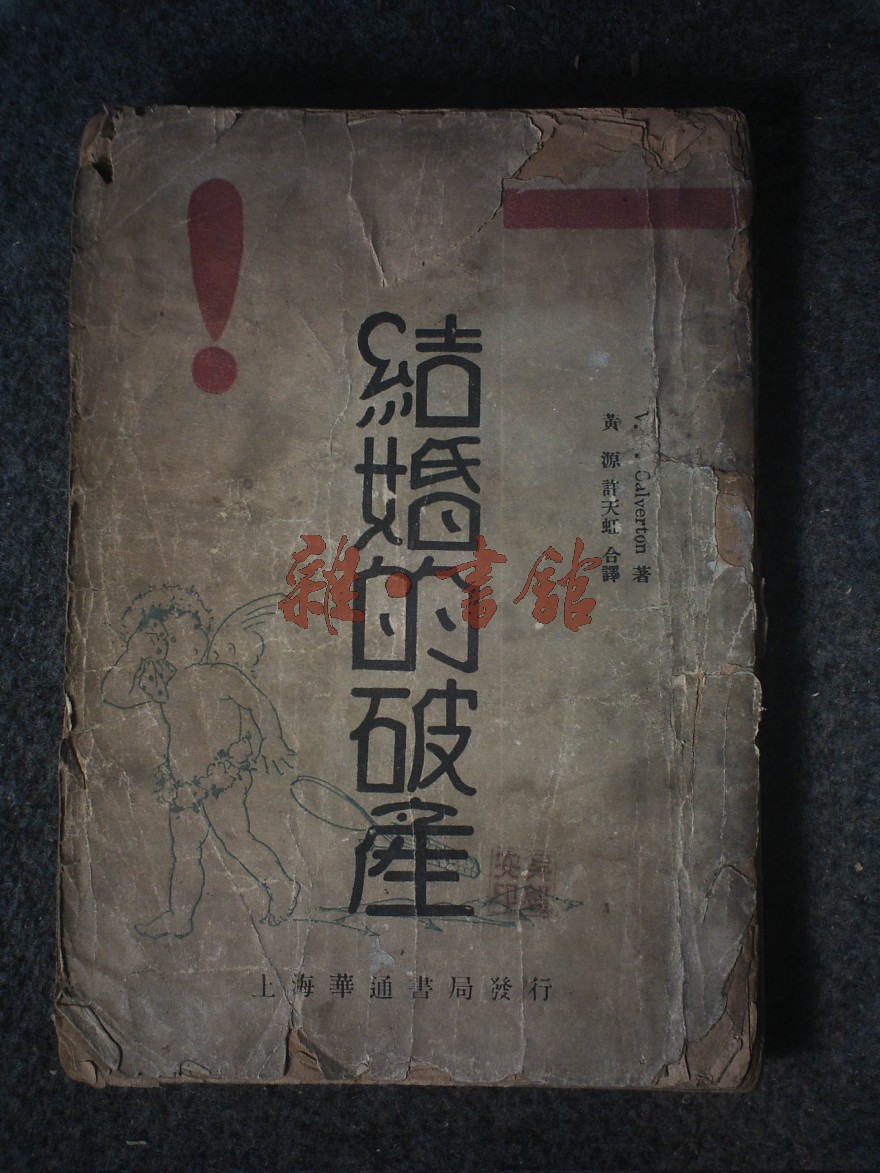 V. . Calverton 著
黃源 許天虹 合譯
結婚的破產
！
上海華通書局發行
雜·書館